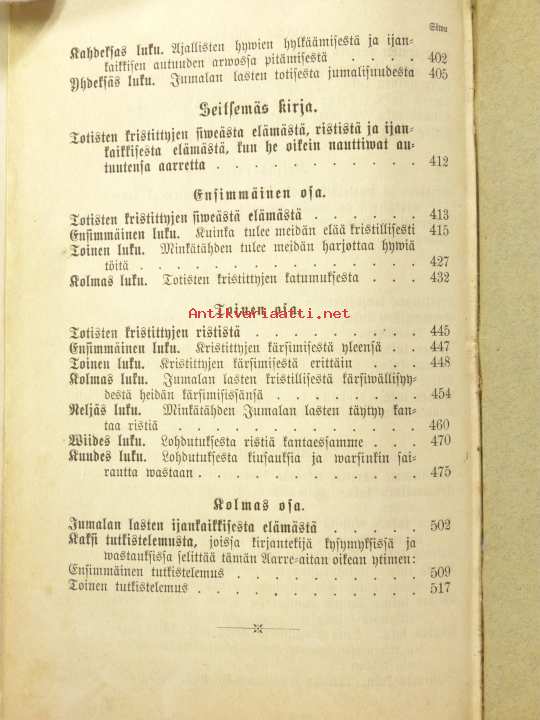 Siwu
Kahdeksas luku. Ajallisten hywien hylkäämisestä ja ijan-
kaikkisen autuuden arwossa pitämisestä . . . . 402
Yhdeksäs luku. Jumalan lasten totisesta jumalisuudesta 405
Seitsemäs kirja.
Totisten kristittyjen siweästä elämästä, rististä ja ijan-
kaikkisesta elämästä, kun he oikein nauttiwat au-
tuutensa aarretta . . . . . . . . . . . 412
Ensimmäinen osa.
Totisten kristittyjen siweästä elämästä . . . . . . 413
Ensimmäinen luku. Kuinka tulee meidän elää kristillisesti 415
Toinen luku. Minkätähden tulee meidän harjottaa hywiä
töitä . . . . . . . . . . . . . . . 427
Kolmas luku. Totisten kristittyjen katumuksesta . . . 432
Toinen osa.
Antikvariaatti.net
Totisten kristittyjen rististä . . . . . . . . . 445
Ensimmäinen luku. Kristittyjen kärsimisestä yleensä . . 447
Toinen luku. Kristittyjen kärsimisestä erittäin . . . 448
Kolmas luku. Jumalan lasten kristillisestä kärsiwällisyy-
destä heidän kärsimisissänsä . . . . . . . . 454
Neljäs luku. Minkätähden Jumalan lasten täytyy kan-
taa ristiä . . . . . . . . . . . . . 460
Wiides luku. Lohdutuksesta ristiä kantaessamme . . . 470
Kuudes luku. Lohdutuksesta kiusauksia ja warsinkin sai-
rautta wastaan . . . . . . . . . . . . 475
Kolmas osa.
Jumalan lasten ijankaikkisesta elämästä . . . . . 502
Kaksi tutkistelemusta, joissa kirjantekijä kysymyksissä ja
wastauksissa selittää tämän Aarre-aitan oikean ytimen:
Ensimmäinen tutkistelemus . . . . . . . . . . 509
Toinen tutkistelemus . . . . . . . . . . . . 517